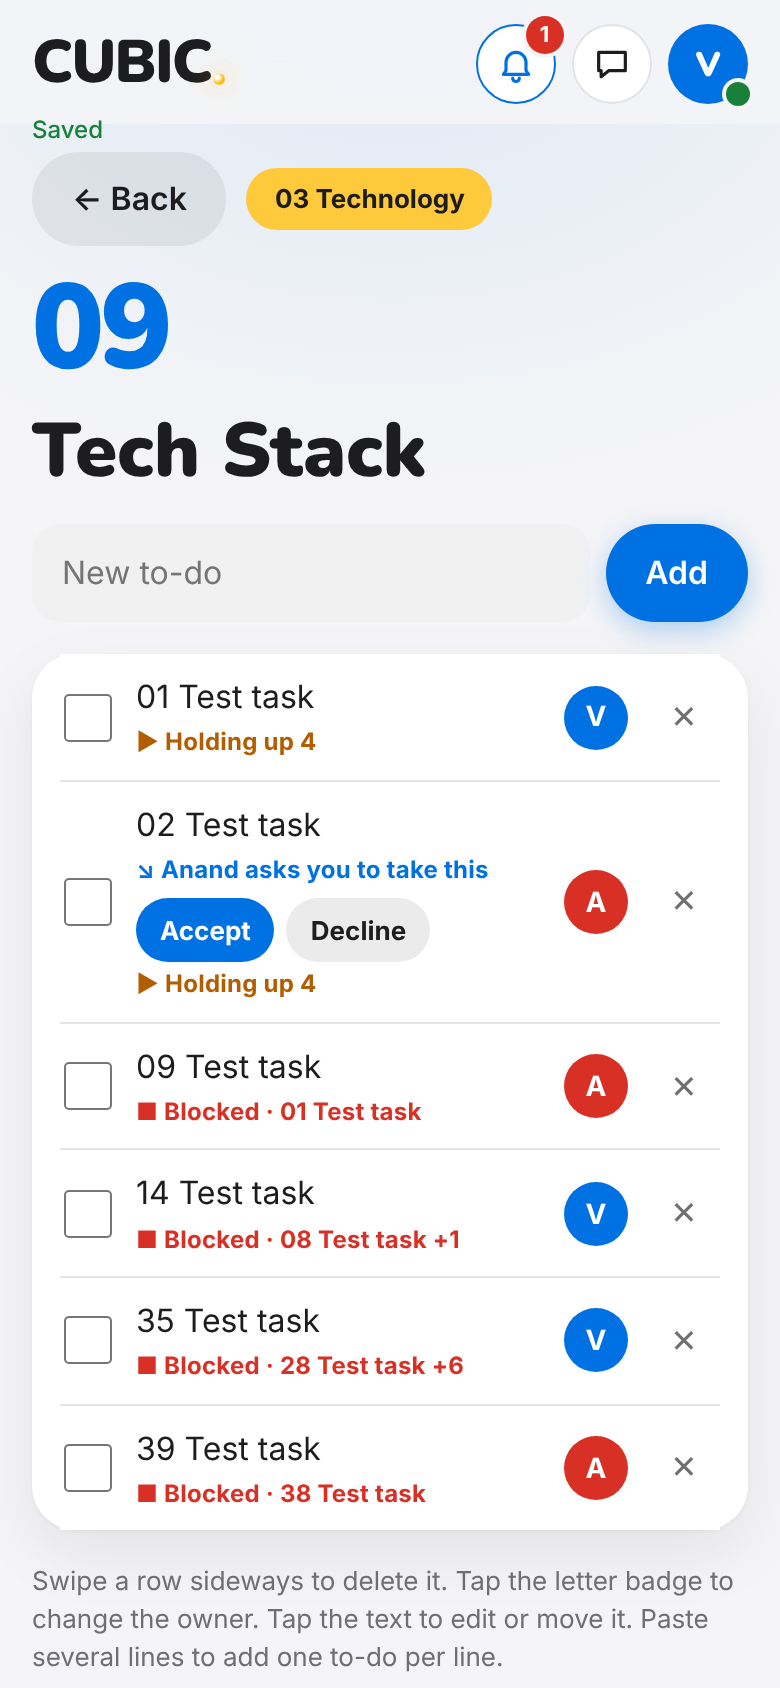 CUBIC.
1
V
Saved
← Back
03 Technology
09
Tech Stack
New to-do
Add
01 Test task
▶ Holding up 4
V
✕
02 Test task
↘ Anand asks you to take this
Accept
Decline
▶ Holding up 4
A
✕
09 Test task
■ Blocked · 01 Test task
A
✕
14 Test task
■ Blocked · 08 Test task +1
V
✕
35 Test task
■ Blocked · 28 Test task +6
V
✕
39 Test task
■ Blocked · 38 Test task
A
✕
Swipe a row sideways to delete it. Tap the letter badge to
change the owner. Tap the text to edit or move it. Paste
several lines to add one to-do per line.